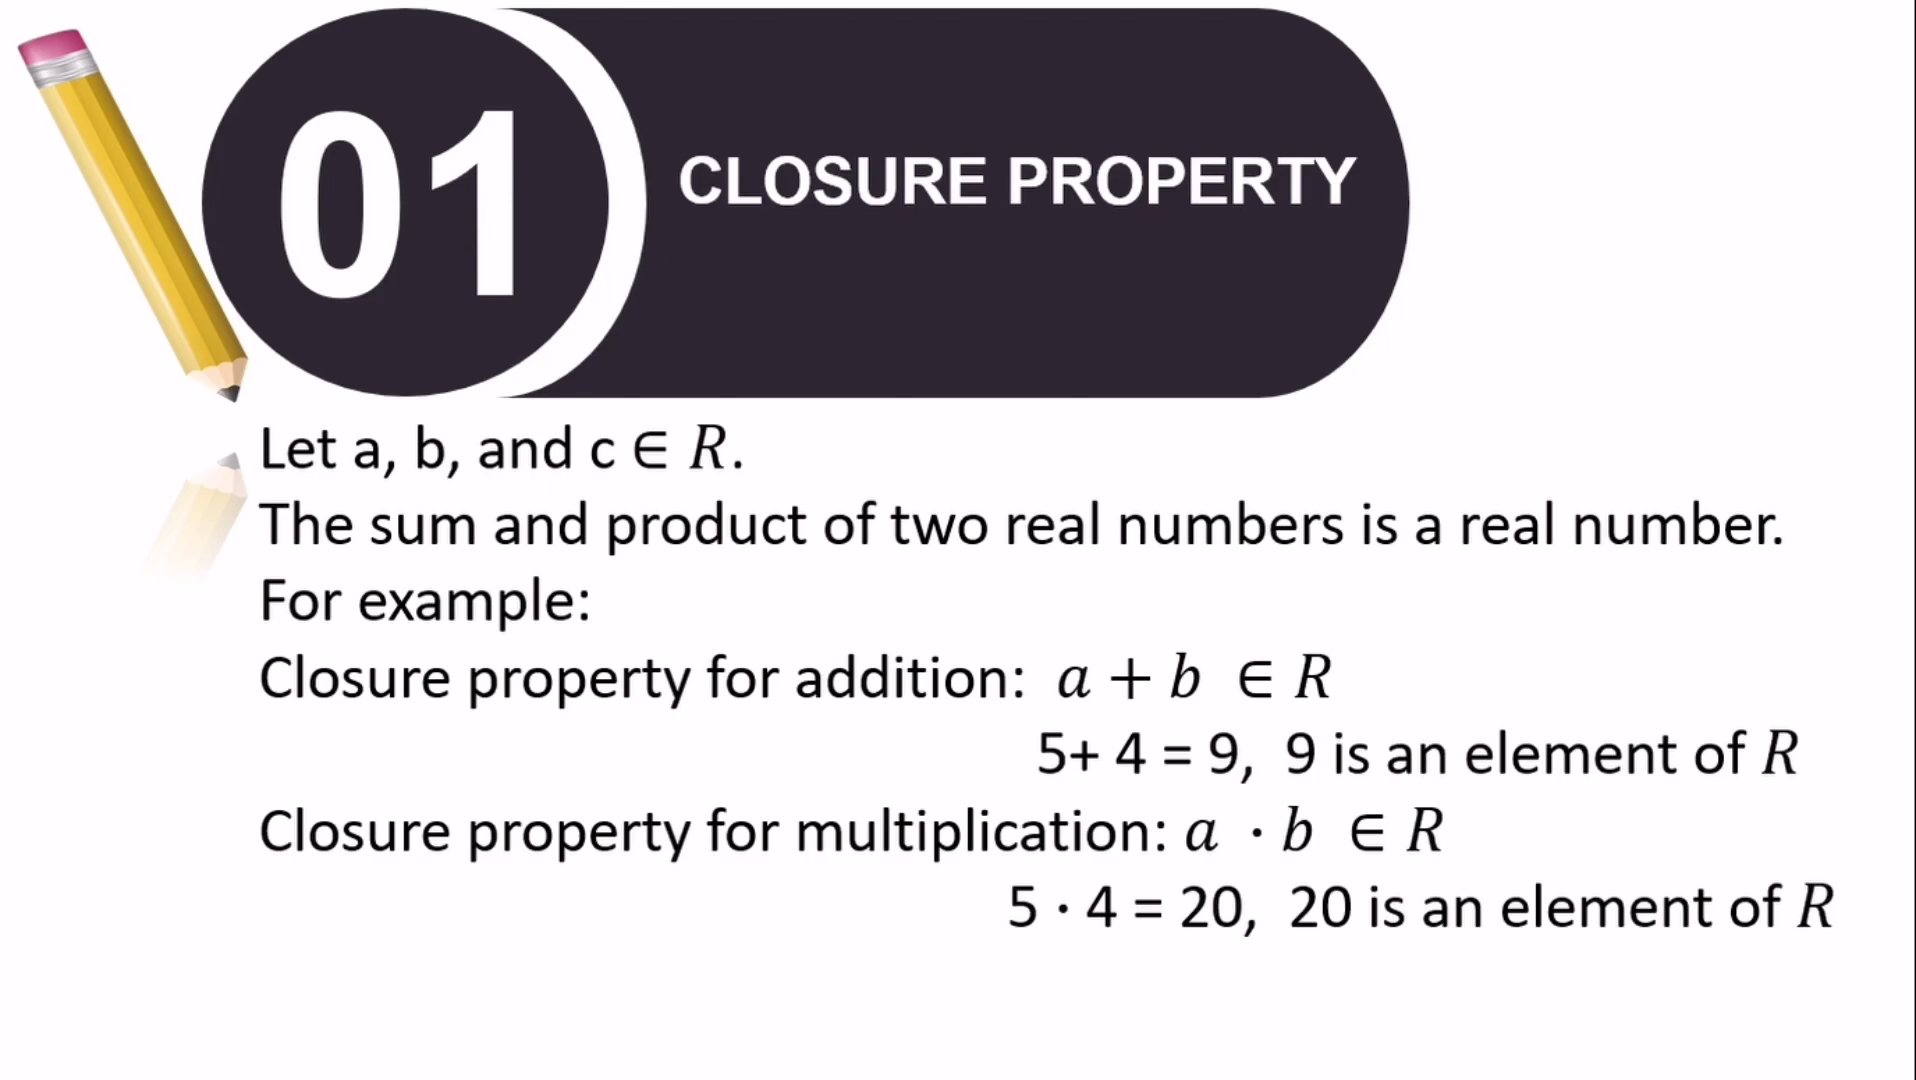 01
CLOSURE PROPERTY
Let a, b, and c ∈ R.
The sum and product of two real numbers is a real number.
For example:
Closure property for addition: a + b ∈ R
5+ 4 = 9, 9 is an element of R
Closure property for multiplication: a · b ∈ R
5 · 4 = 20, 20 is an element of R